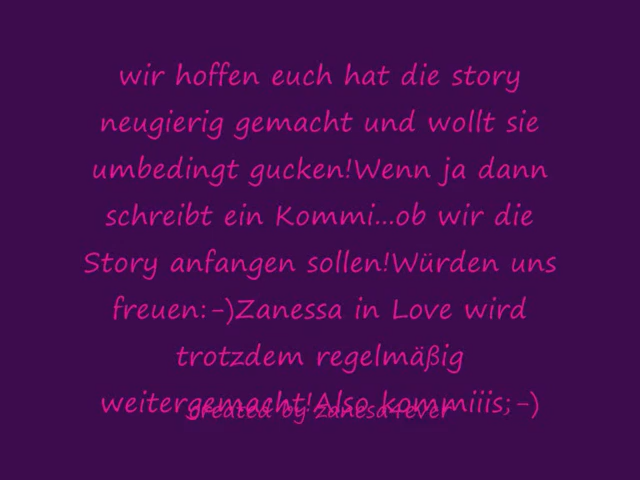 wir hoffen euch hat die story
neugierig gemacht und wollt sie
umbedingt gucken!Wenn ja dann
schreibt ein Kommi...ob wir die
Story anfangen sollen!Würden uns
freuen:-)Zanessa in Love wird
trotzdem regelmäßig
weitergemacht!Also kommiiis;-)
created by zanesa4ever